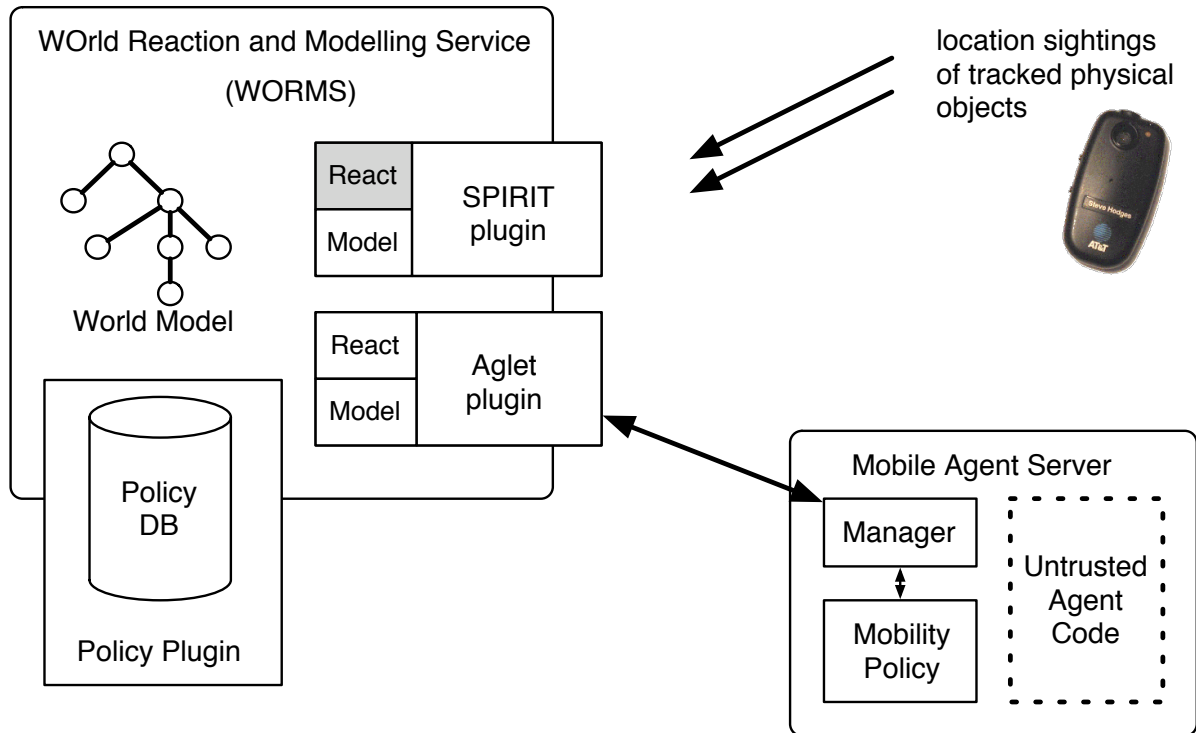 WOrld Reaction and Modelling Service
(WORMS)
location sightings
of tracked physical
objects
React
Model
SPIRIT
plugin
Steve Hodges
AT&T
World Model
React
Model
Aglet
plugin
Policy
DB
Policy Plugin
Mobile Agent Server
Manager
Mobility
Policy
Untrusted
Agent
Code